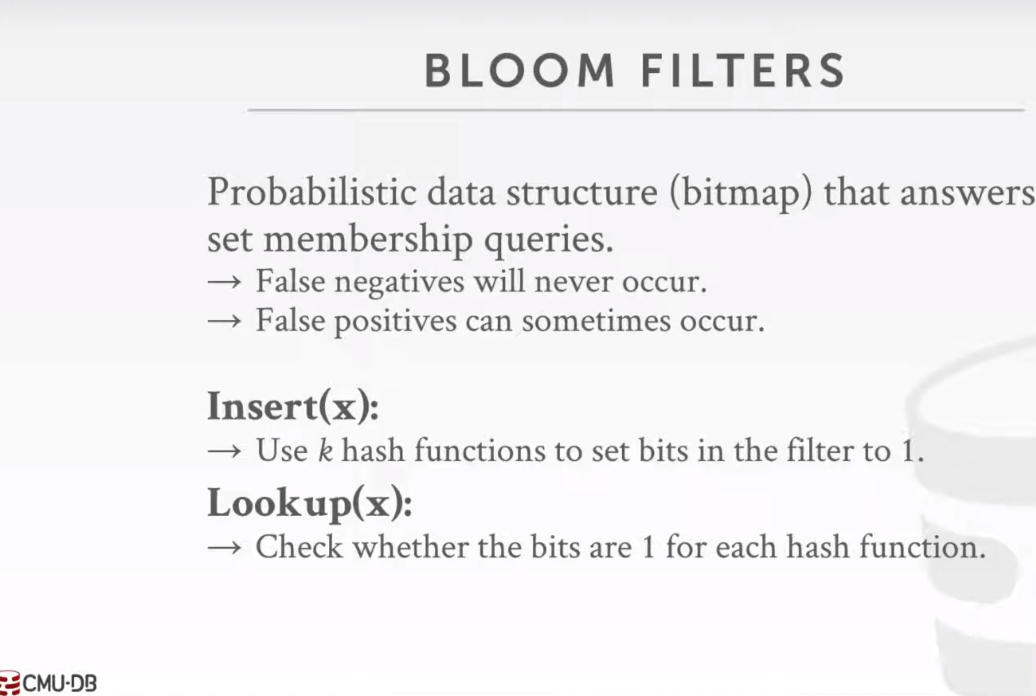 BLOOM FILTERS
Probabilistic data structure (bitmap) that answers
set membership queries.
→ False negatives will never occur.
→ False positives can sometimes occur.
Insert(x):
→ Use k hash functions to set bits in the filter to 1.
Lookup(x):
→ Check whether the bits are 1 for each hash function.
CMU·DB